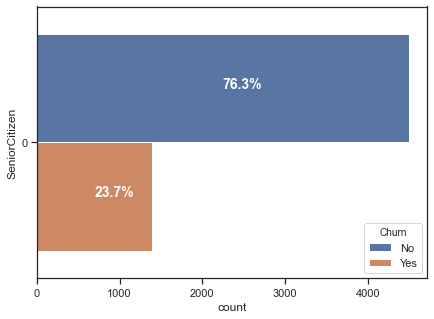 76.3%
SeniorCitizen
0
23.7%
Churn
No
Yes
0 1000 2000 3000 4000
count